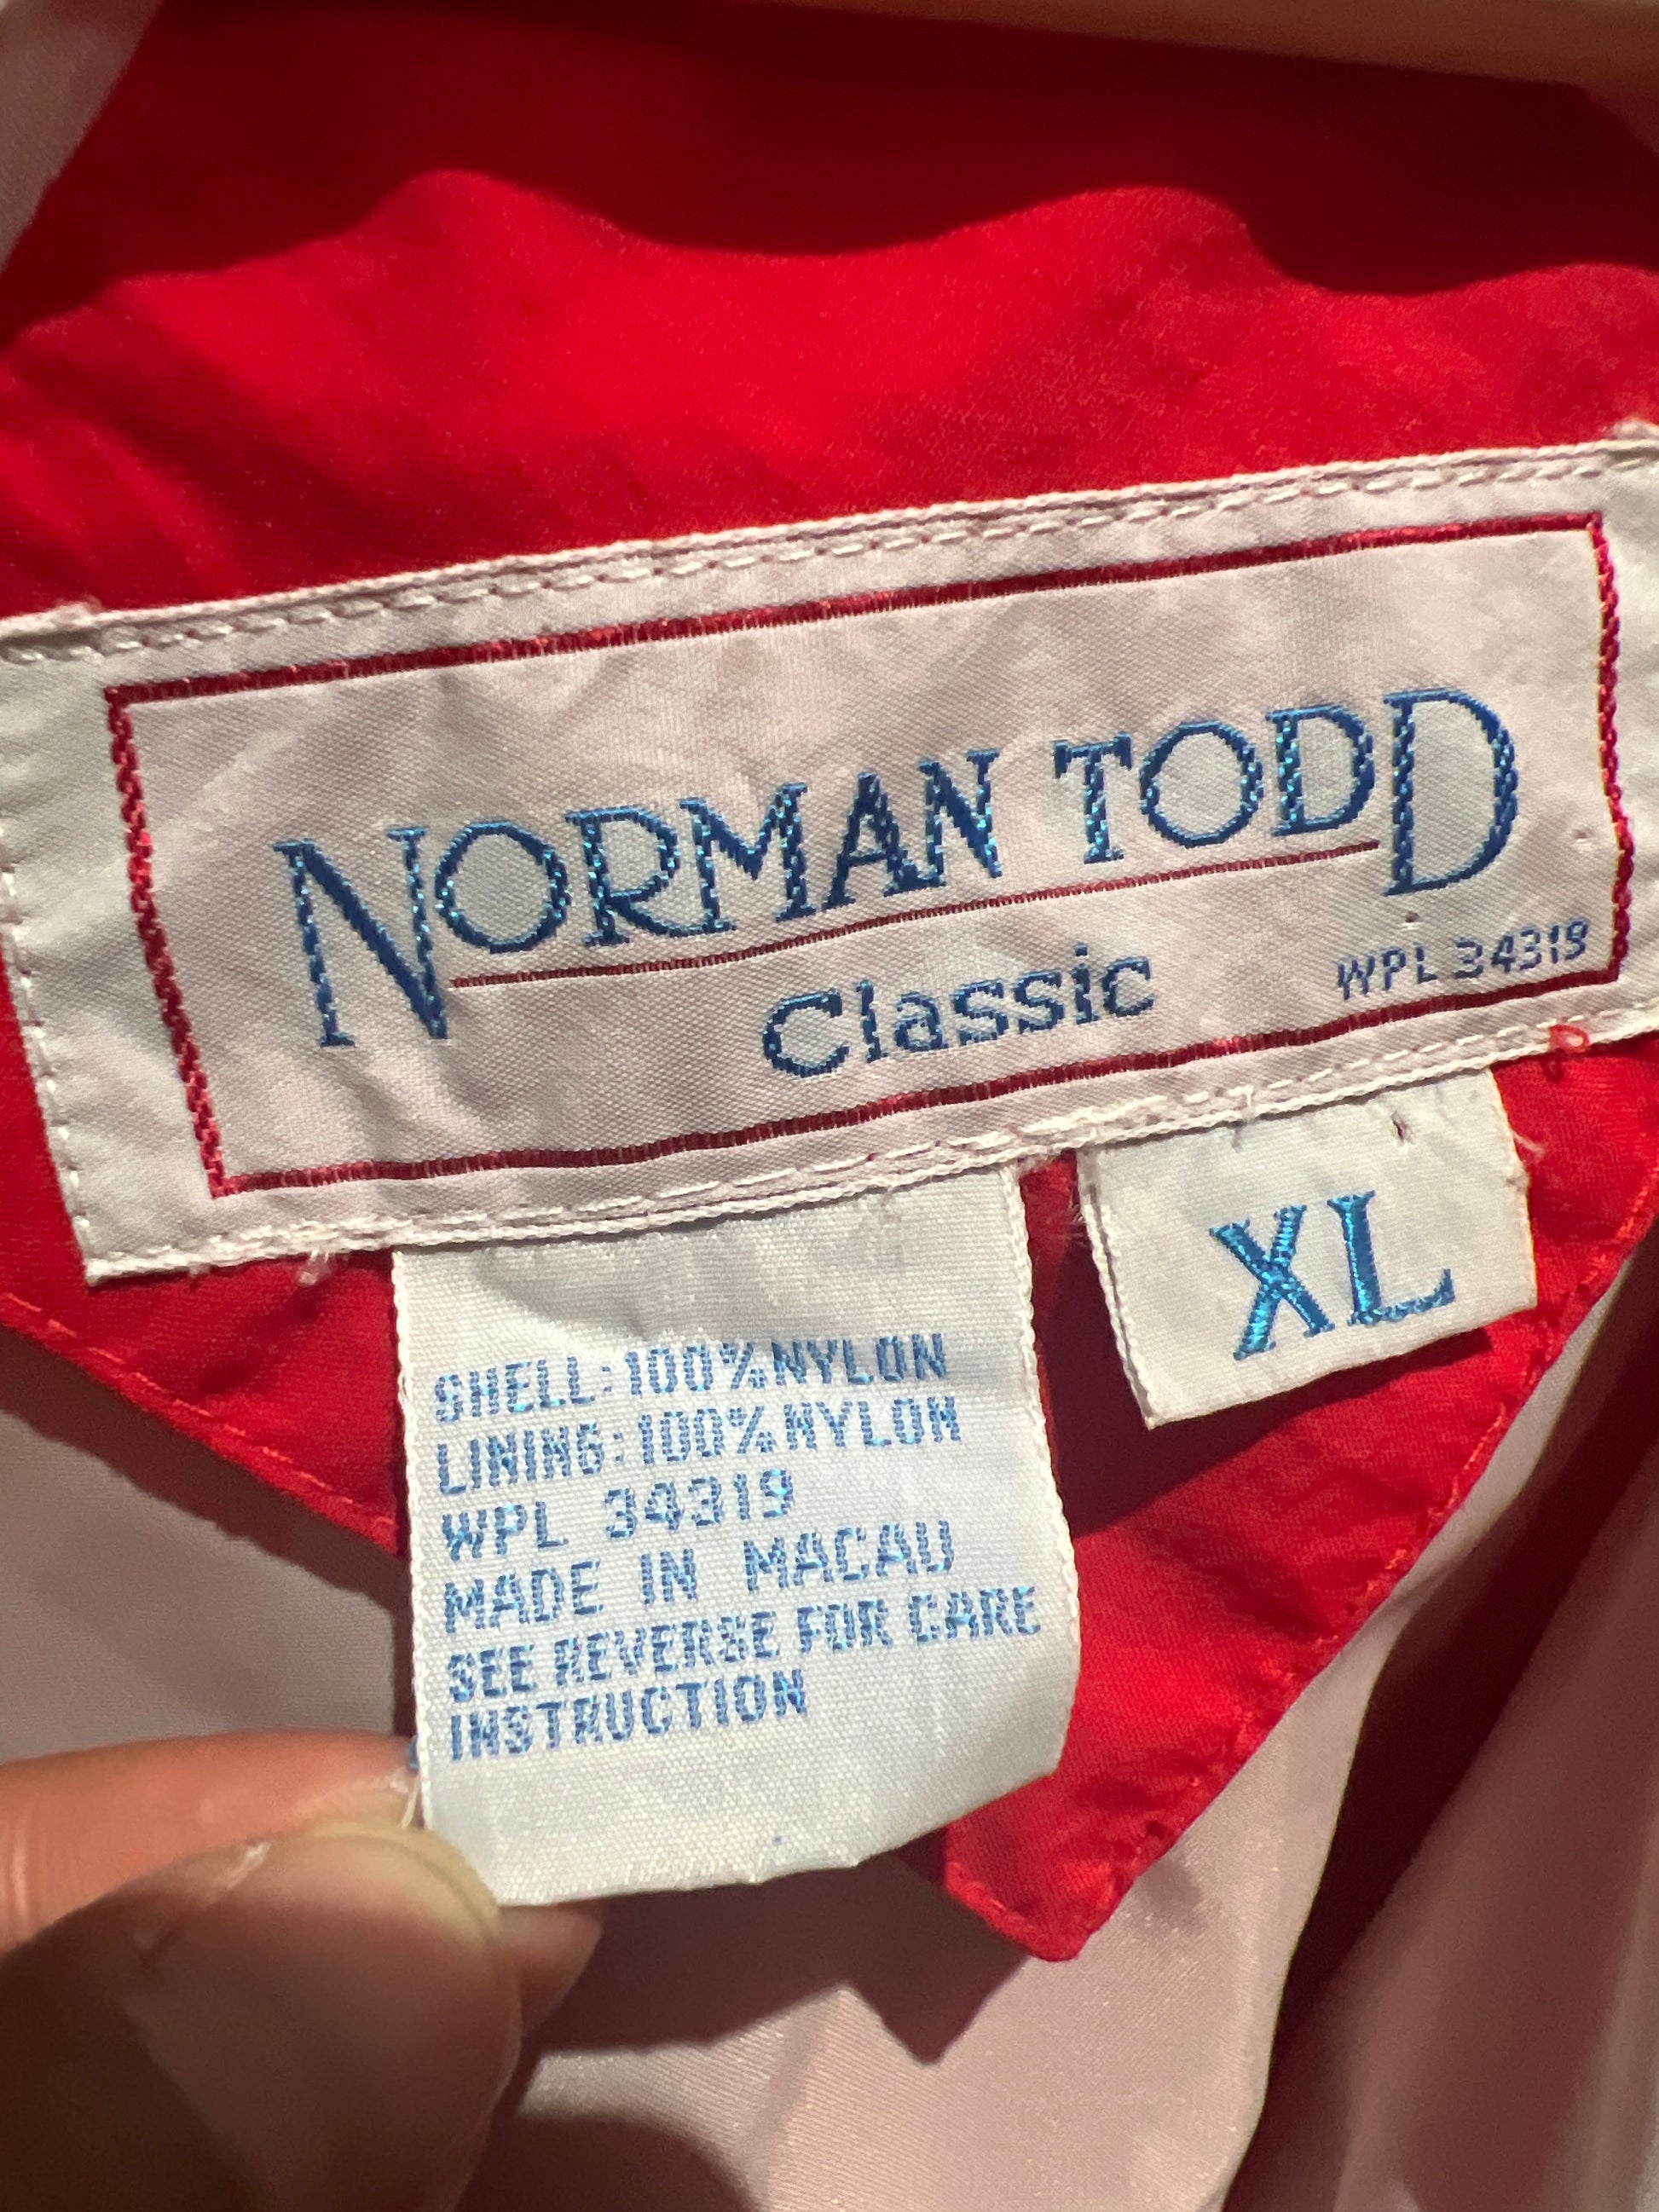 NORMAN TODD
Classic
WPL 34319
XL
SHELL:100%NYLON
LINING:100%NYLON
WPL 34319
MADE IN MACAU
SEE REVERSE FOR CARE
INSTRUCTION